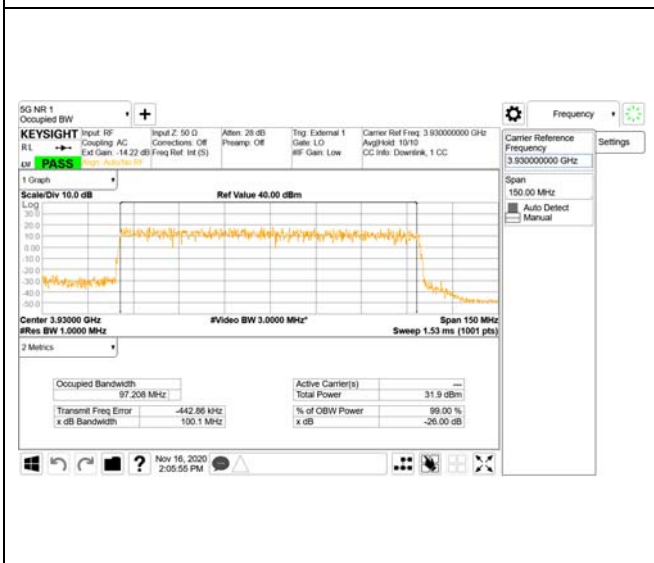 5G NR 1
Occupied BW
Frequency
KEYSIGHT
RL
PASS
Input: RF
Coupling: AC
Ext Gain: -14.22 dB
Align: Auto/No RF
Input Z: 50 Ω
Corrections: Off
Freq Ref: Int (S)
Atten: 28 dB
Preamp: Off
Trig: External 1
Gate: LO
#IF Gain: Low
Carrier Ref Freq: 3.930000000 GHz
Avg|Hold: 10/10
CC Info: Downlink, 1 CC
Carrier Reference
Frequency
3.930000000 GHz
Settings
Span
150.00 MHz
Auto Detect
Manual
1 Graph
Scale/Div 10.0 dB
Ref Value 40.00 dBm
Log
30.0
20.0
10.0
0.00
-10.0
-20.0
-30.0
-40.0
-50.0
Center 3.93000 GHz
#Video BW 3.0000 MHz*
Span 150 MHz
#Res BW 1.0000 MHz
Sweep 1.53 ms (1001 pts)
2 Metrics
Occupied Bandwidth
97.208 MHz
Transmit Freq Error -442.86 kHz
x dB Bandwidth 100.1 MHz
Active Carrier(s) ---
Total Power 31.9 dBm
% of OBW Power 99.00 %
x dB -26.00 dB
Nov 16, 2020
2:05:55 PM